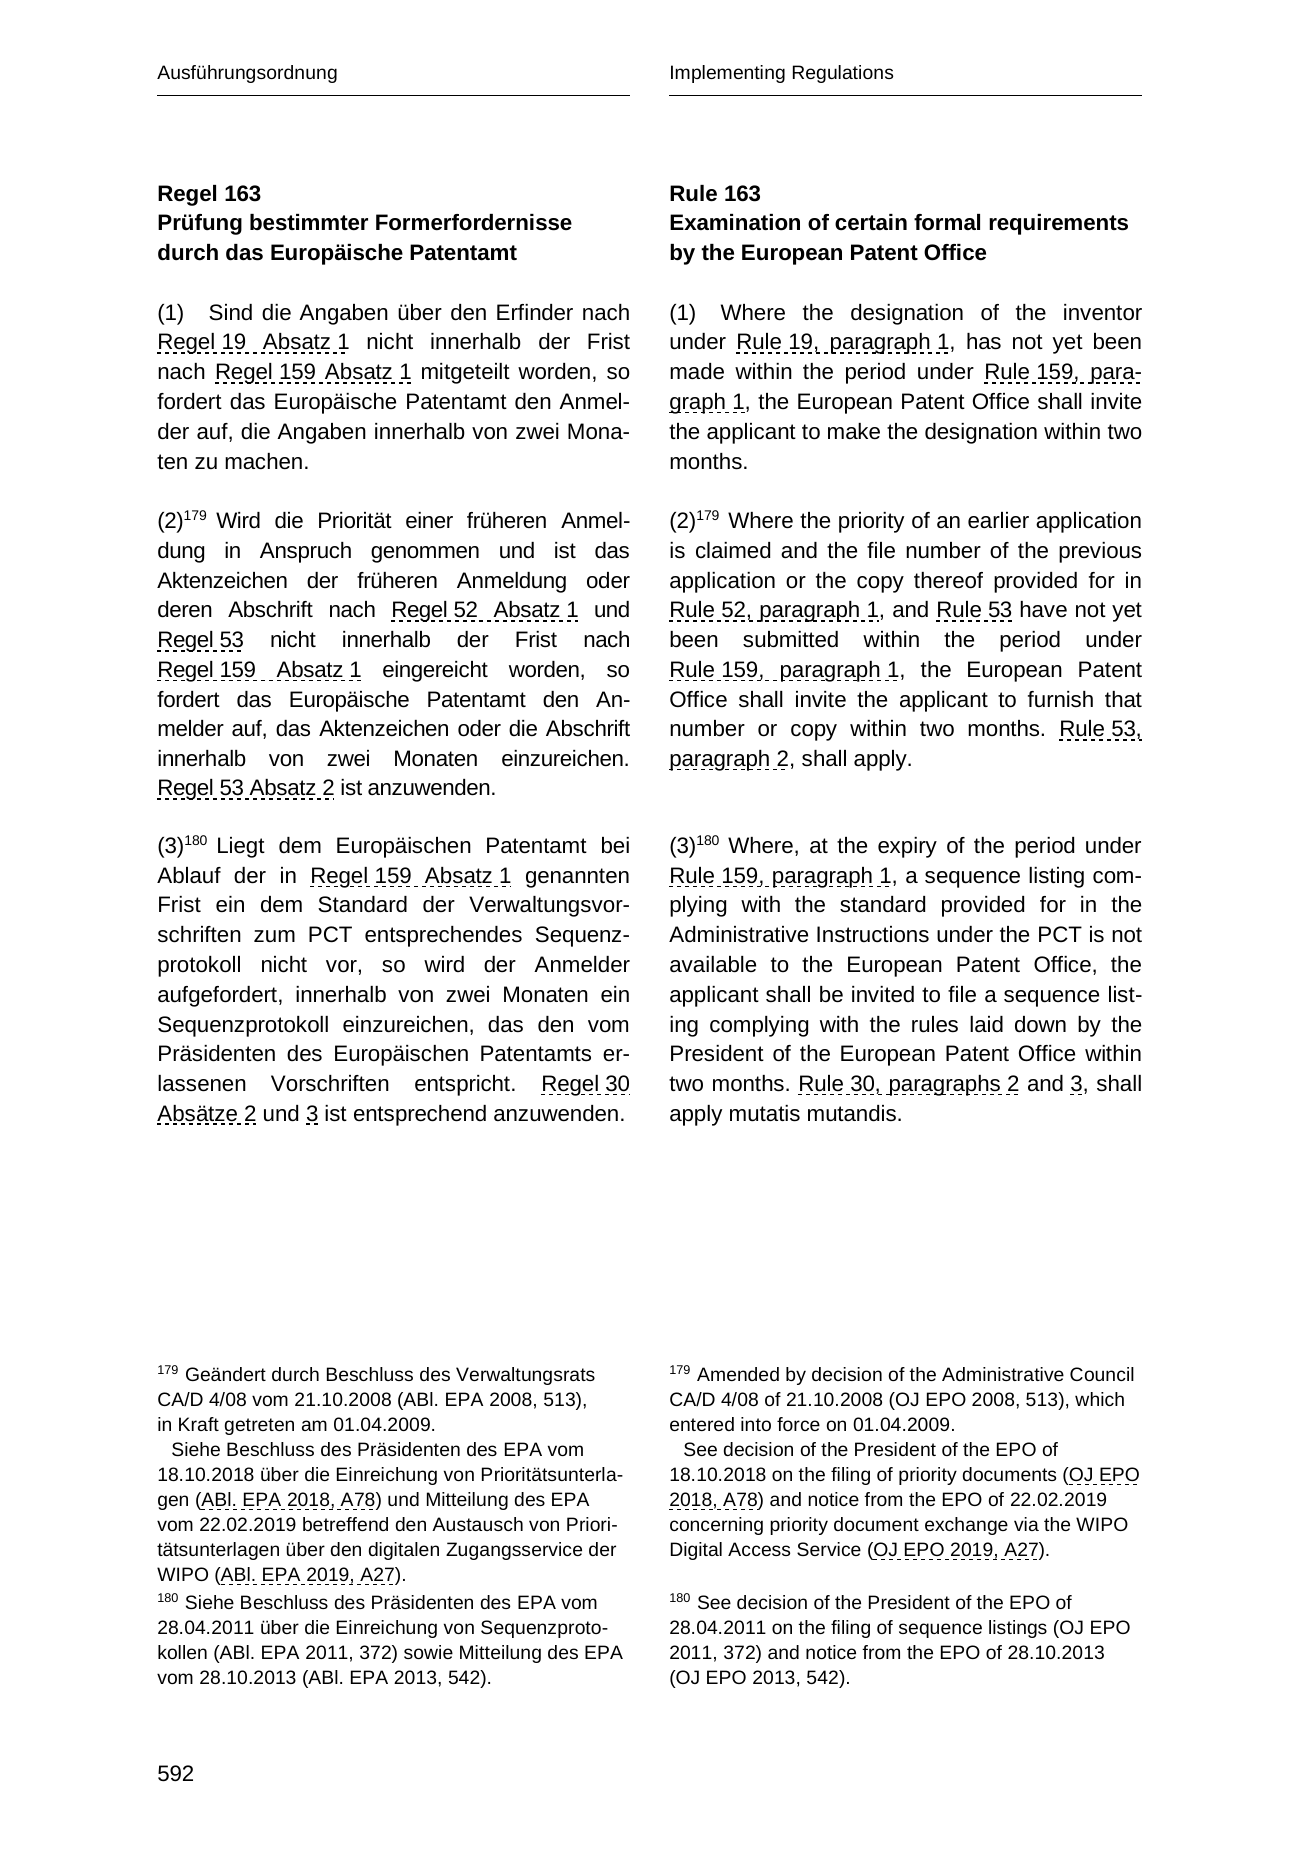 Ausführungsordnung
Regel 163
Prüfung bestimmter Formerfordernisse
durch das Europäische Patentamt
(1) Sind die Angaben über den Erfinder nach
Regel 19 Absatz 1 nicht innerhalb der Frist
nach Regel 159 Absatz 1 mitgeteilt worden, so
fordert das Europäische Patentamt den Anmel-
der auf, die Angaben innerhalb von zwei Mona-
ten zu machen.
(2)179 Wird die Priorität einer früheren Anmel-
dung in Anspruch genommen und ist das
Aktenzeichen der früheren Anmeldung oder
deren Abschrift nach Regel 52 Absatz 1 und
Regel 53 nicht innerhalb der Frist nach
Regel 159 Absatz 1 eingereicht worden, so
fordert das Europäische Patentamt den An-
melder auf, das Aktenzeichen oder die Abschrift
innerhalb von zwei Monaten einzureichen.
Regel 53 Absatz 2 ist anzuwenden.
(3)180 Liegt dem Europäischen Patentamt bei
Ablauf der in Regel 159 Absatz 1 genannten
Frist ein dem Standard der Verwaltungsvor-
schriften zum PCT entsprechendes Sequenz-
protokoll nicht vor, so wird der Anmelder
aufgefordert, innerhalb von zwei Monaten ein
Sequenzprotokoll einzureichen, das den vom
Präsidenten des Europäischen Patentamts er-
lassenen Vorschriften entspricht. Regel 30
Absätze 2 und 3 ist entsprechend anzuwenden.
179 Geändert durch Beschluss des Verwaltungsrats
CA/D 4/08 vom 21.10.2008 (ABl. EPA 2008, 513),
in Kraft getreten am 01.04.2009.
Siehe Beschluss des Präsidenten des EPA vom
18.10.2018 über die Einreichung von Prioritätsunterla-
gen (ABl. EPA 2018, A78) und Mitteilung des EPA
vom 22.02.2019 betreffend den Austausch von Priori-
tätsunterlagen über den digitalen Zugangsservice der
WIPO (ABl. EPA 2019, A27).
180 Siehe Beschluss des Präsidenten des EPA vom
28.04.2011 über die Einreichung von Sequenzproto-
kollen (ABl. EPA 2011, 372) sowie Mitteilung des EPA
vom 28.10.2013 (ABl. EPA 2013, 542).
Implementing Regulations
Rule 163
Examination of certain formal requirements
by the European Patent Office
(1) Where the designation of the inventor
under Rule 19, paragraph 1, has not yet been
made within the period under Rule 159, para-
graph 1, the European Patent Office shall invite
the applicant to make the designation within two
months.
(2)179 Where the priority of an earlier application
is claimed and the file number of the previous
application or the copy thereof provided for in
Rule 52, paragraph 1, and Rule 53 have not yet
been submitted within the period under
Rule 159, paragraph 1, the European Patent
Office shall invite the applicant to furnish that
number or copy within two months. Rule 53,
paragraph 2, shall apply.
(3)180 Where, at the expiry of the period under
Rule 159, paragraph 1, a sequence listing com-
plying with the standard provided for in the
Administrative Instructions under the PCT is not
available to the European Patent Office, the
applicant shall be invited to file a sequence list-
ing complying with the rules laid down by the
President of the European Patent Office within
two months. Rule 30, paragraphs 2 and 3, shall
apply mutatis mutandis.
179 Amended by decision of the Administrative Council
CA/D 4/08 of 21.10.2008 (OJ EPO 2008, 513), which
entered into force on 01.04.2009.
See decision of the President of the EPO of
18.10.2018 on the filing of priority documents (OJ EPO
2018, A78) and notice from the EPO of 22.02.2019
concerning priority document exchange via the WIPO
Digital Access Service (OJ EPO 2019, A27).
180 See decision of the President of the EPO of
28.04.2011 on the filing of sequence listings (OJ EPO
2011, 372) and notice from the EPO of 28.10.2013
(OJ EPO 2013, 542).
592